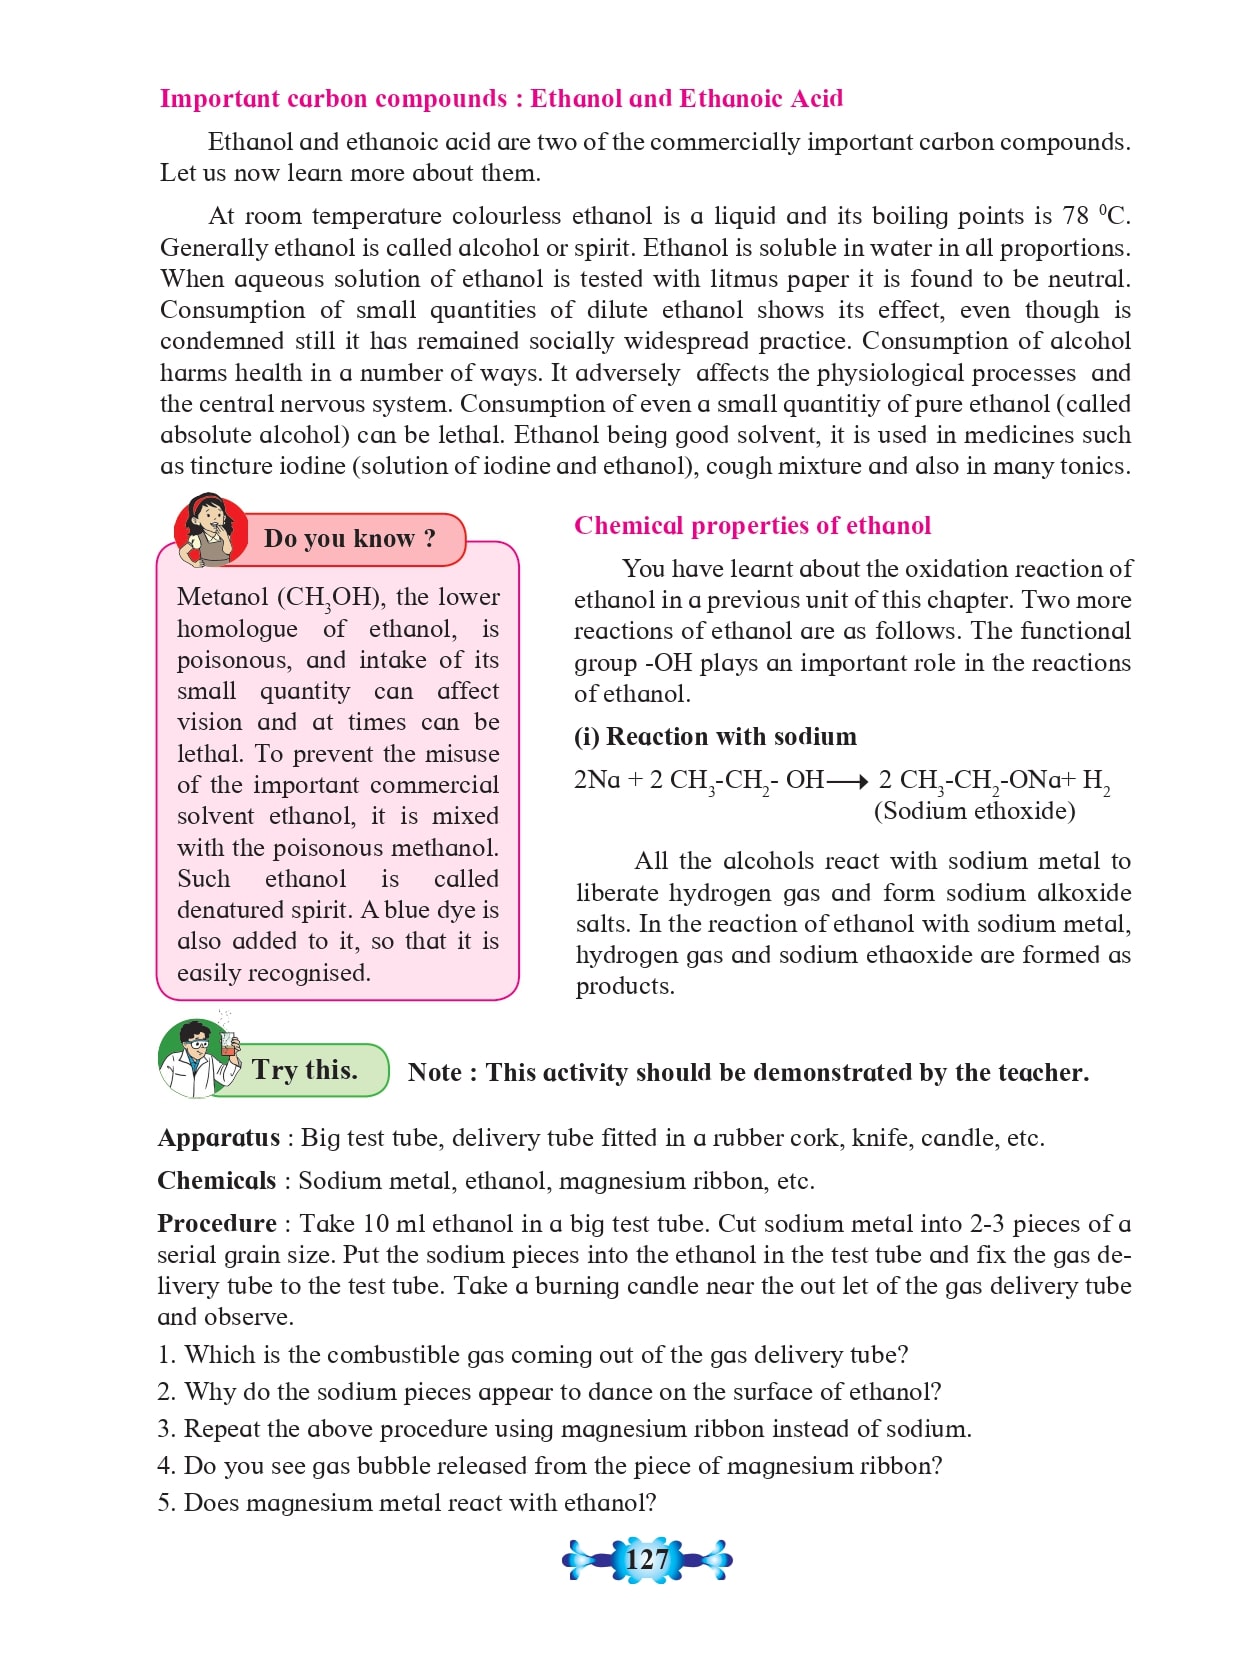 Important carbon compounds : Ethanol and Ethanoic Acid
Ethanol and ethanoic acid are two of the commercially important carbon compounds.
Let us now learn more about them.
At room temperature colourless ethanol is a liquid and its boiling points is 78 ⁰C.
Generally ethanol is called alcohol or spirit. Ethanol is soluble in water in all proportions.
When aqueous solution of ethanol is tested with litmus paper it is found to be neutral.
Consumption of small quantities of dilute ethanol shows its effect, even though is
condemned still it has remained socially widespread practice. Consumption of alcohol
harms health in a number of ways. It adversely affects the physiological processes and
the central nervous system. Consumption of even a small quantitiy of pure ethanol (called
absolute alcohol) can be lethal. Ethanol being good solvent, it is used in medicines such
as tincture iodine (solution of iodine and ethanol), cough mixture and also in many tonics.
Do you know ?
Metanol (CH₃OH), the lower
homologue of ethanol, is
poisonous, and intake of its
small quantity can affect
vision and at times can be
lethal. To prevent the misuse
of the important commercial
solvent ethanol, it is mixed
with the poisonous methanol.
Such ethanol is called
denatured spirit. A blue dye is
also added to it, so that it is
easily recognised.
Chemical properties of ethanol
You have learnt about the oxidation reaction of
ethanol in a previous unit of this chapter. Two more
reactions of ethanol are as follows. The functional
group -OH plays an important role in the reactions
of ethanol.
(i) Reaction with sodium
2Na + 2 CH₃-CH₂- OH⟶ 2 CH₃-CH₂-ONa+ H₂
(Sodium ethoxide)
All the alcohols react with sodium metal to
liberate hydrogen gas and form sodium alkoxide
salts. In the reaction of ethanol with sodium metal,
hydrogen gas and sodium ethaoxide are formed as
products.
Try this.
Note : This activity should be demonstrated by the teacher.
Apparatus : Big test tube, delivery tube fitted in a rubber cork, knife, candle, etc.
Chemicals : Sodium metal, ethanol, magnesium ribbon, etc.
Procedure : Take 10 ml ethanol in a big test tube. Cut sodium metal into 2-3 pieces of a
serial grain size. Put the sodium pieces into the ethanol in the test tube and fix the gas de-
livery tube to the test tube. Take a burning candle near the out let of the gas delivery tube
and observe.
1. Which is the combustible gas coming out of the gas delivery tube?
2. Why do the sodium pieces appear to dance on the surface of ethanol?
3. Repeat the above procedure using magnesium ribbon instead of sodium.
4. Do you see gas bubble released from the piece of magnesium ribbon?
5. Does magnesium metal react with ethanol?
127